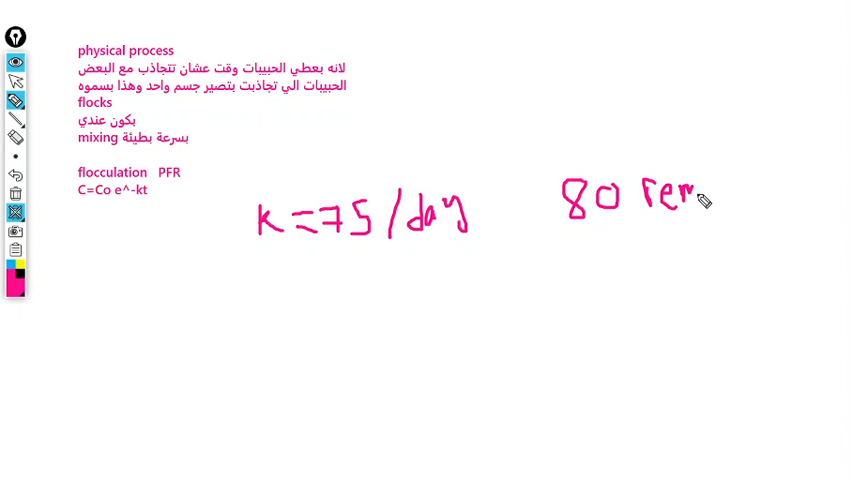 physical process
لانه بعطي الحبيبات وقت عشان تتجاذب مع البعض
الحبيبات الي تجاذبت بتصير جسم واحد وهذا بسموه
flocks
بكون عندي
mixing بسرعة بطيئة
flocculation PFR
C=Co e^-kt
k=75/day
80 rem